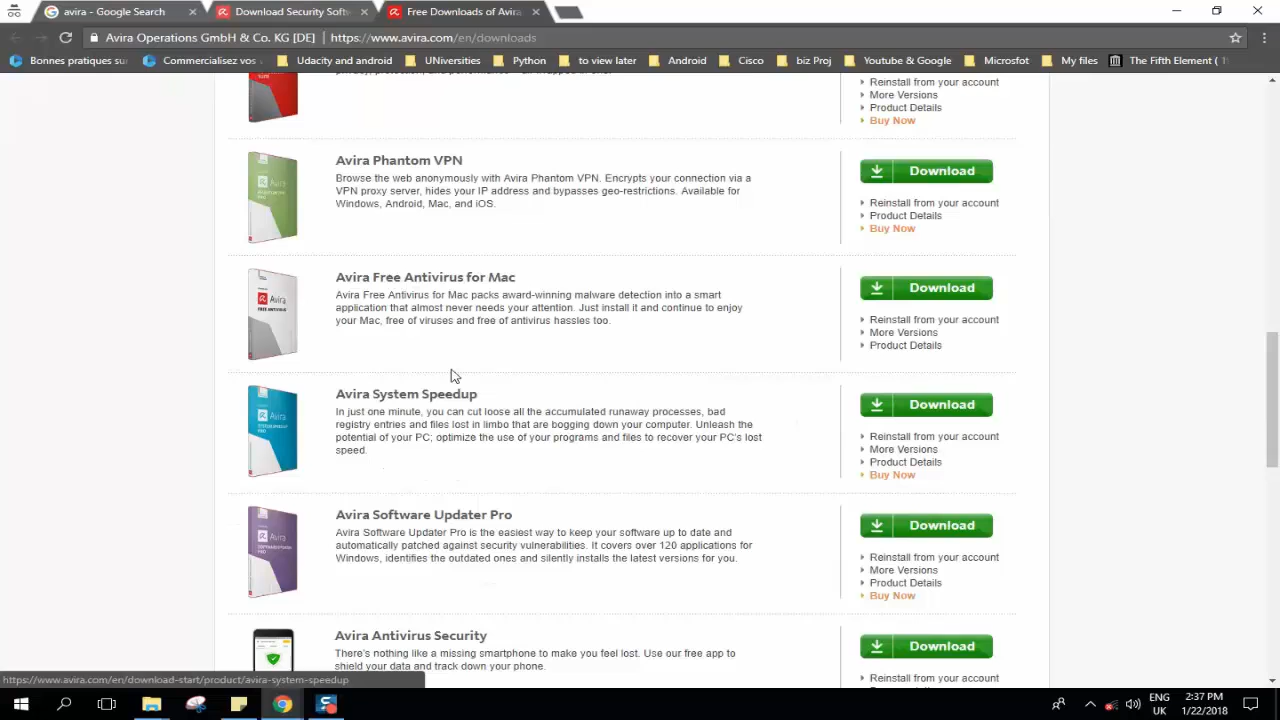 avira - Google Search
Download Security Softw
Free Downloads of Avira
Avira Operations GmbH & Co. KG [DE] | https://www.avira.com/en/downloads
Bonnes pratiques su
Commercialisez vos
Udacity and android
UNiversities
Python
to view later
Android
Cisco
biz Proj
Youtube & Google
Microsfot
My files
The Fifth Element (
Reinstall from your account
More Versions
Product Details
Buy Now
Avira Phantom VPN
Browse the web anonymously with Avira Phantom VPN. Encrypts your connection via a
VPN proxy server, hides your IP address and bypasses geo-restrictions. Available for
Windows, Android, Mac, and iOS.
Download
Reinstall from your account
Product Details
Buy Now
Avira Free Antivirus for Mac
Avira Free Antivirus for Mac packs award-winning malware detection into a smart
application that almost never needs your attention. Just install it and continue to enjoy
your Mac, free of viruses and free of antivirus hassles too.
Avira
FREE ANTIVIRUS
Download
Reinstall from your account
More Versions
Product Details
Avira System Speedup
In just one minute, you can cut loose all the accumulated runaway processes, bad
registry entries and files lost in limbo that are bogging down your computer. Unleash the
potential of your PC; optimize the use of your programs and files to recover your PC's lost
speed.
Avira
Download
Reinstall from your account
More Versions
Product Details
Buy Now
Avira Software Updater Pro
Avira Software Updater Pro is the easiest way to keep your software up to date and
automatically patched against security vulnerabilities. It covers over 120 applications for
Windows, identifies the outdated ones and silently installs the latest versions for you.
Avira
Download
Reinstall from your account
More Versions
Product Details
Buy Now
Avira Antivirus Security
There's nothing like a missing smartphone to make you feel lost. Use our free app to
shield your data and track down your phone.
Download
Reinstall from your account
https://www.avira.com/en/download-start/product/avira-system-speedup
ENG
UK
2:37 PM
1/22/2018